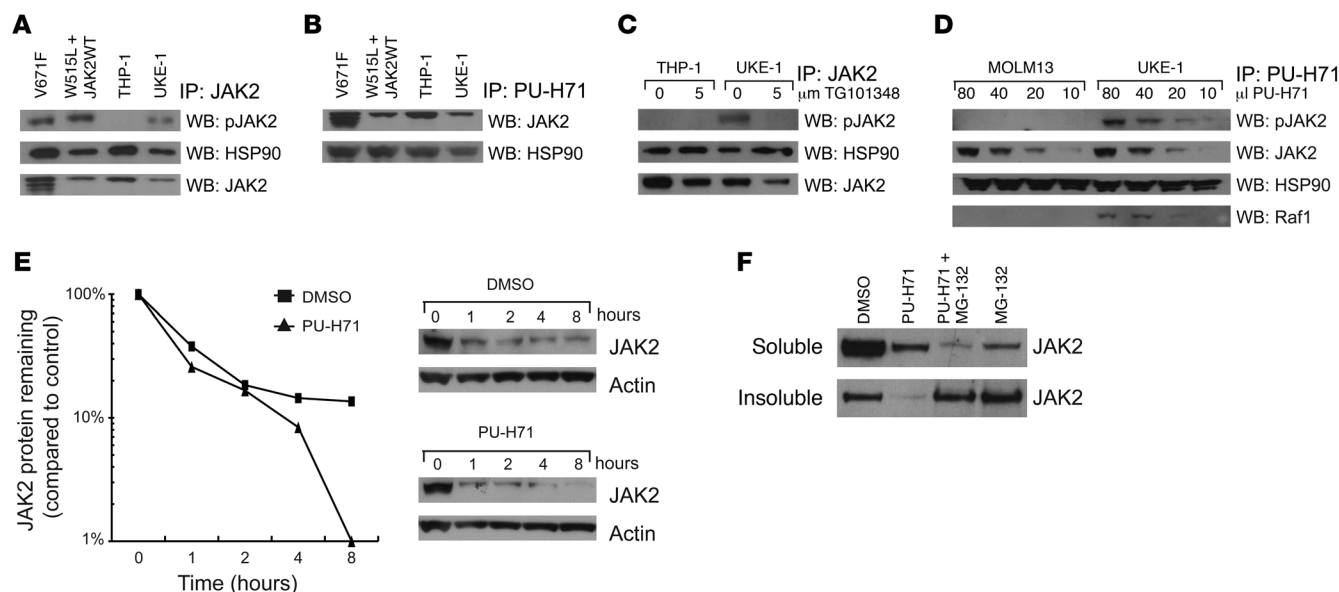 A
V671F
W515L +
JAK2WT
THP-1
UKE-1
IP: JAK2
WB: pJAK2
WB: HSP90
WB: JAK2
B
V671F
W515L +
JAK2WT
THP-1
UKE-1
IP: PU-H71
WB: JAK2
WB: HSP90
C
THP-1 UKE-1
IP: JAK2
0 5 0 5 µm TG101348
WB: pJAK2
WB: HSP90
WB: JAK2
D
MOLM13 UKE-1
IP: PU-H71
80 40 20 10 80 40 20 10 µl PU-H71
WB: pJAK2
WB: JAK2
WB: HSP90
WB: Raf1
E
JAK2 protein remaining
(compared to control)
100%
10%
1%
DMSO
PU-H71
0 1 2 4 8
Time (hours)
DMSO
0 1 2 4 8 hours
JAK2
Actin
PU-H71
0 1 2 4 8 hours
JAK2
Actin
F
DMSO
PU-H71
PU-H71 +
MG-132
MG-132
Soluble JAK2
Insoluble JAK2